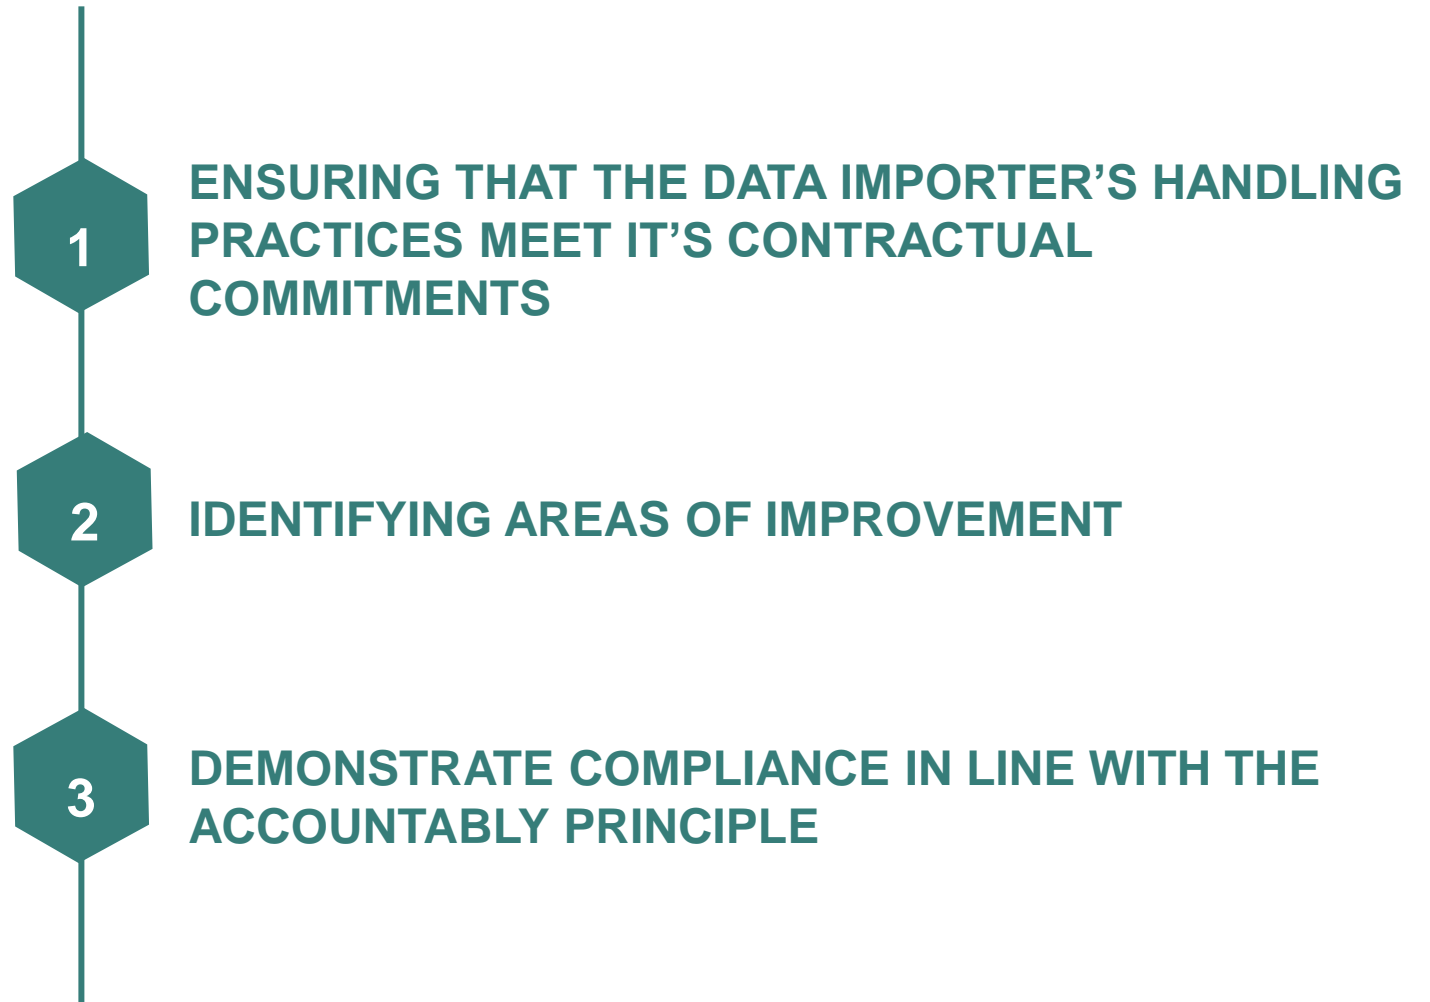 1
ENSURING THAT THE DATA IMPORTER’S HANDLING
PRACTICES MEET IT’S CONTRACTUAL
COMMITMENTS
2
IDENTIFYING AREAS OF IMPROVEMENT
3
DEMONSTRATE COMPLIANCE IN LINE WITH THE
ACCOUNTABLY PRINCIPLE